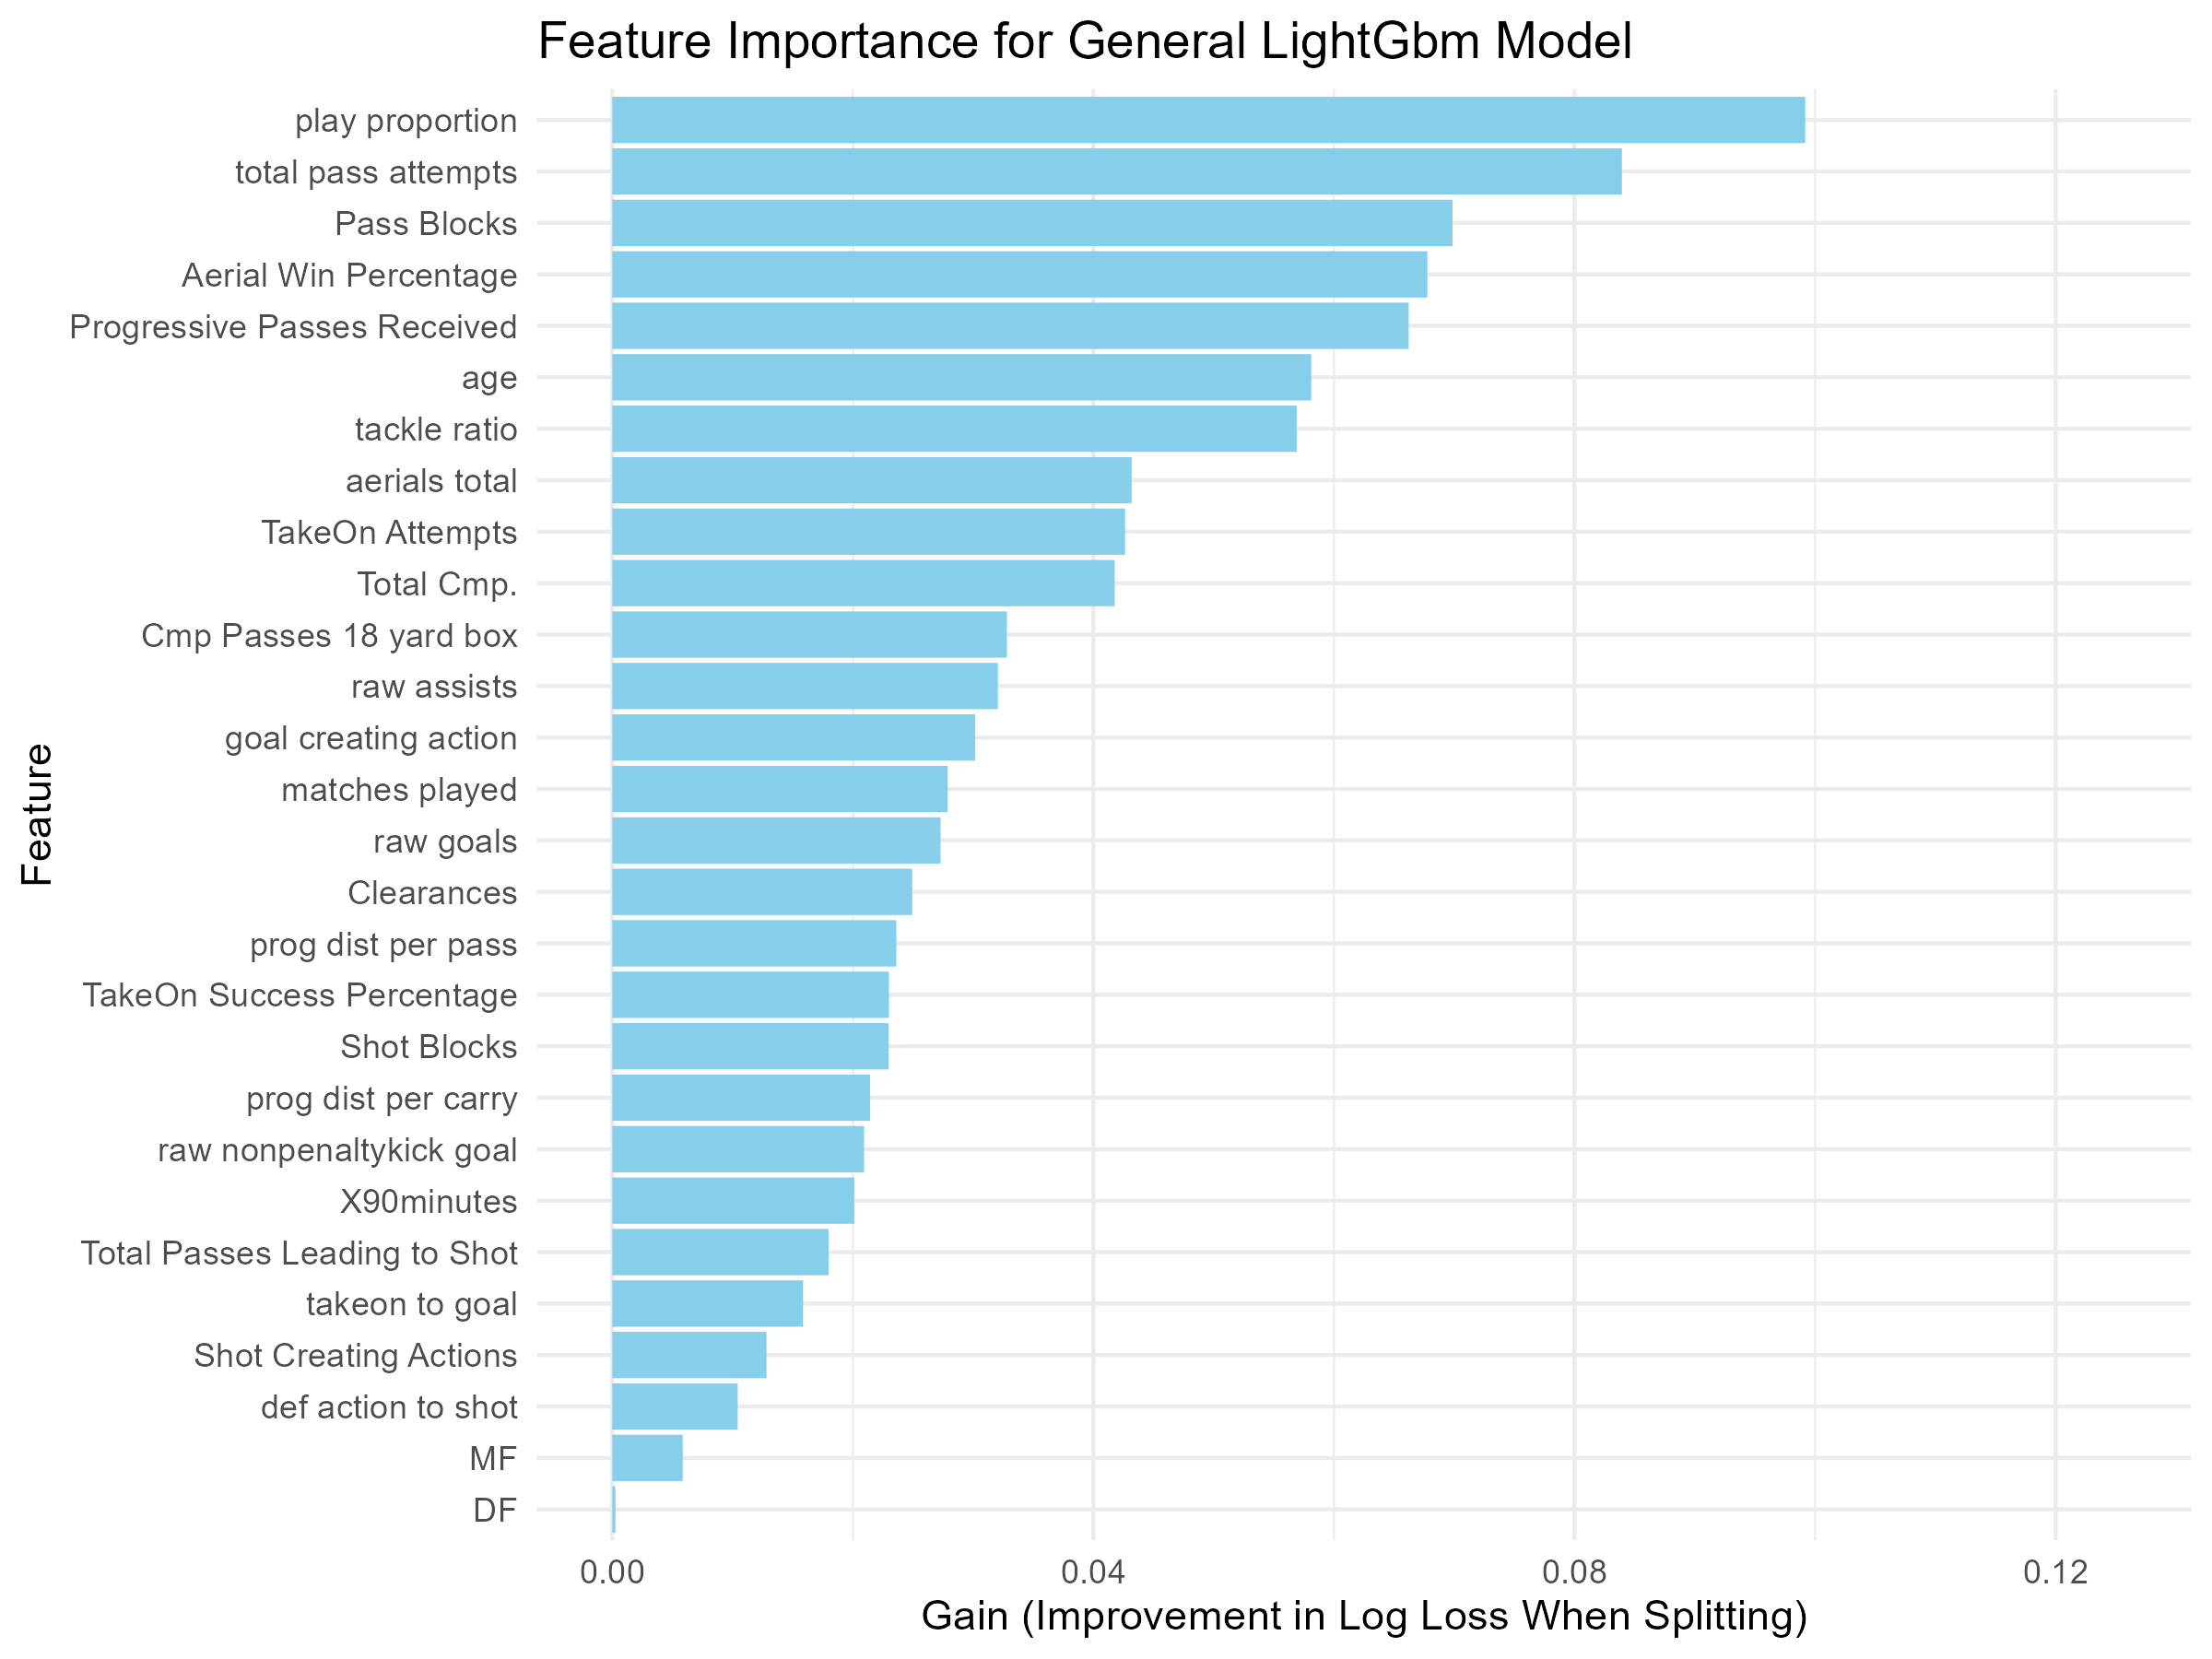 Feature Importance for General LightGbm Model
play proportion
total pass attempts
Pass Blocks
Aerial Win Percentage
Progressive Passes Received
age
tackle ratio
aerials total
TakeOn Attempts
Total Cmp.
Cmp Passes 18 yard box
raw assists
goal creating action
matches played
raw goals
Clearances
prog dist per pass
TakeOn Success Percentage
Shot Blocks
prog dist per carry
raw nonpenaltykick goal
X90minutes
Total Passes Leading to Shot
takeon to goal
Shot Creating Actions
def action to shot
MF
DF
Feature
0.00 0.04 0.08 0.12
Gain (Improvement in Log Loss When Splitting)